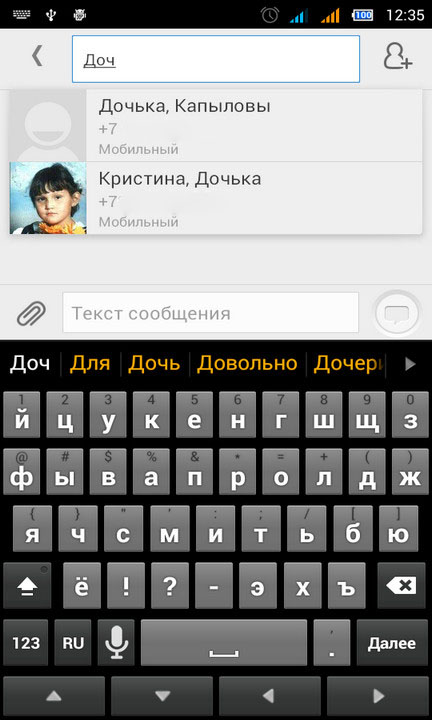 100 12:35
Доч
Дочька, Капыловы
+7
Мобильный
Кристина, Дочька
+7
Мобильный
Текст сообщения
Доч Для Дочь Довольно Дочери
1 2 3 4 5 6 7 8 9 0
й ц у к е н г ш щ з
@ # $ % & * = + ( )
ф ы в а п р о л д ж
{ } " ' : ; / [ ]
я ч с м и т ь б ю
ё ! ? - э х ъ
123 RU . Далее